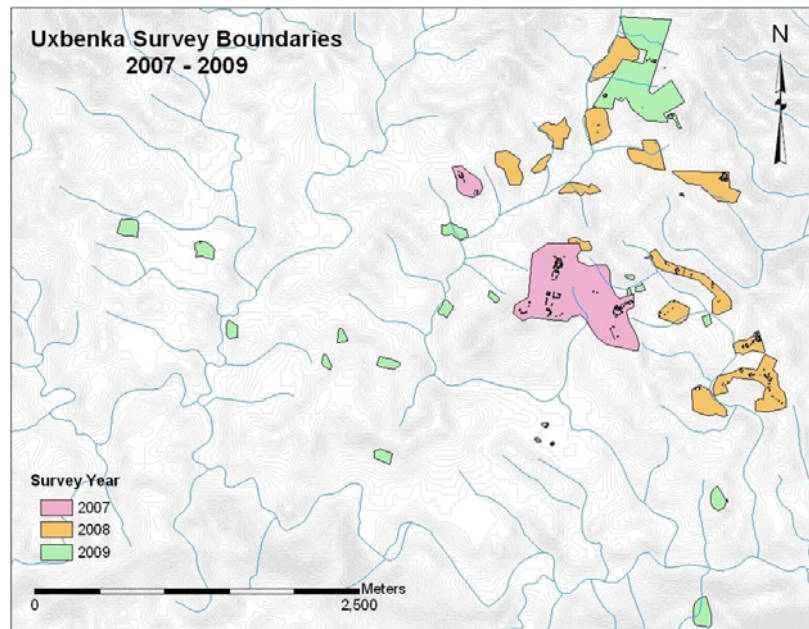 Uxbenka Survey Boundaries
2007 - 2009
N
Survey Year
2007
2008
2009
Meters
0 2,500